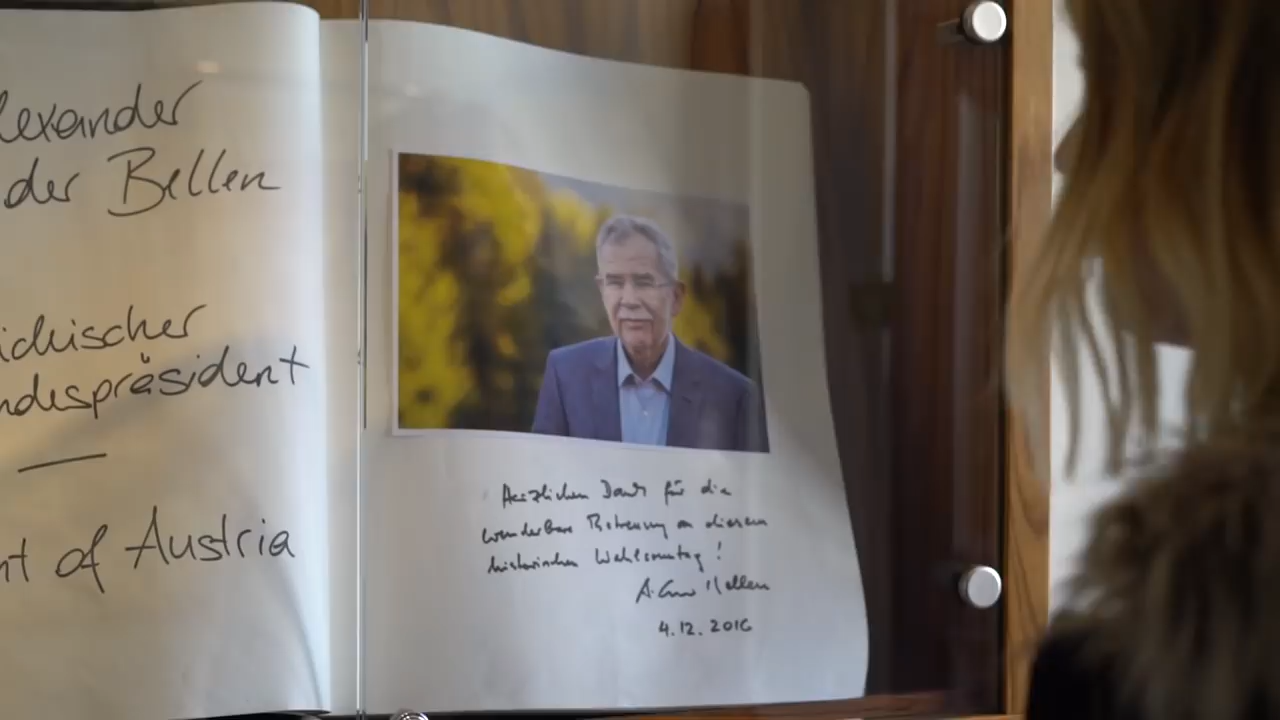 lexander
der Bellen
ichischer
ndespräsident
—
nt of Austria
Herzlichen Dank für die
wunderbare Betreuung an diesem
historischen Wahlsonntag!
4.12.2016